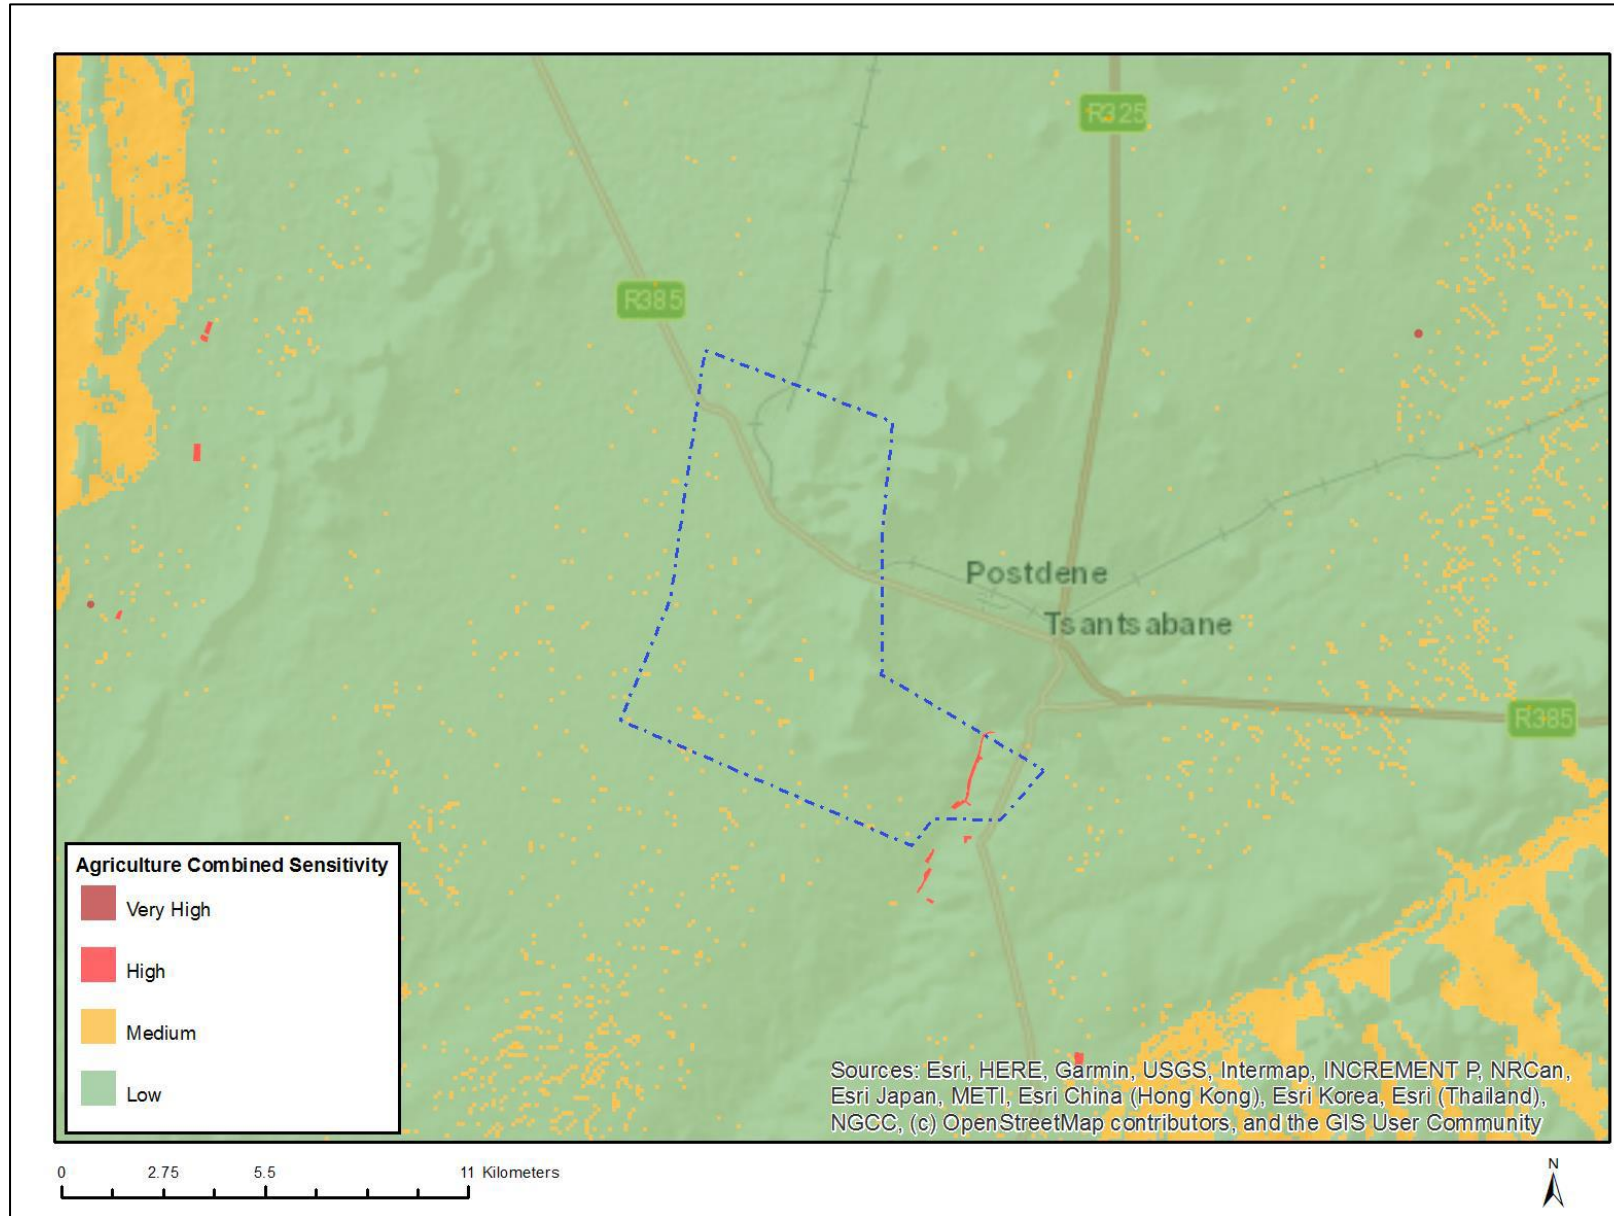 R325
R385
Postdene
Tsantsabane
R385
Agriculture Combined Sensitivity
Very High
High
Medium
Low
Sources: Esri, HERE, Garmin, USGS, Intermap, INCREMENT P, NRCan,
Esri Japan, METI, Esri China (Hong Kong), Esri Korea, Esri (Thailand),
NGCC, (c) OpenStreetMap contributors, and the GIS User Community
0 2.75 5.5 11 Kilometers
N